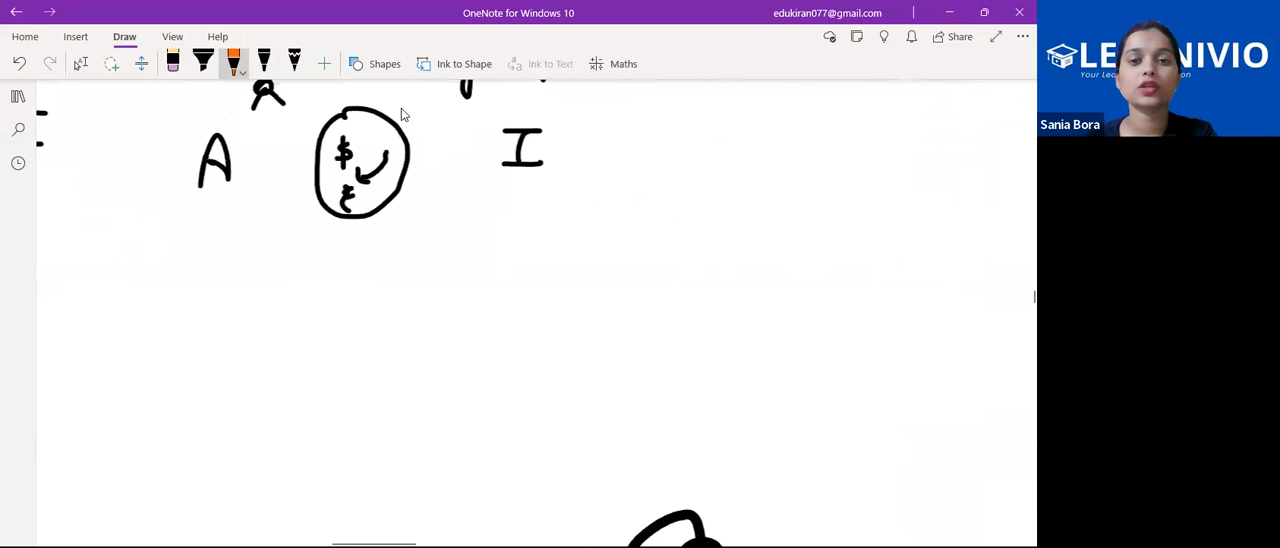 OneNote for Windows 10 edukiran077@gmail.com
Home Insert Draw View Help Share
Shapes Ink to Shape Ink to Text Maths
A $ I
₹
Your
Sania Bora